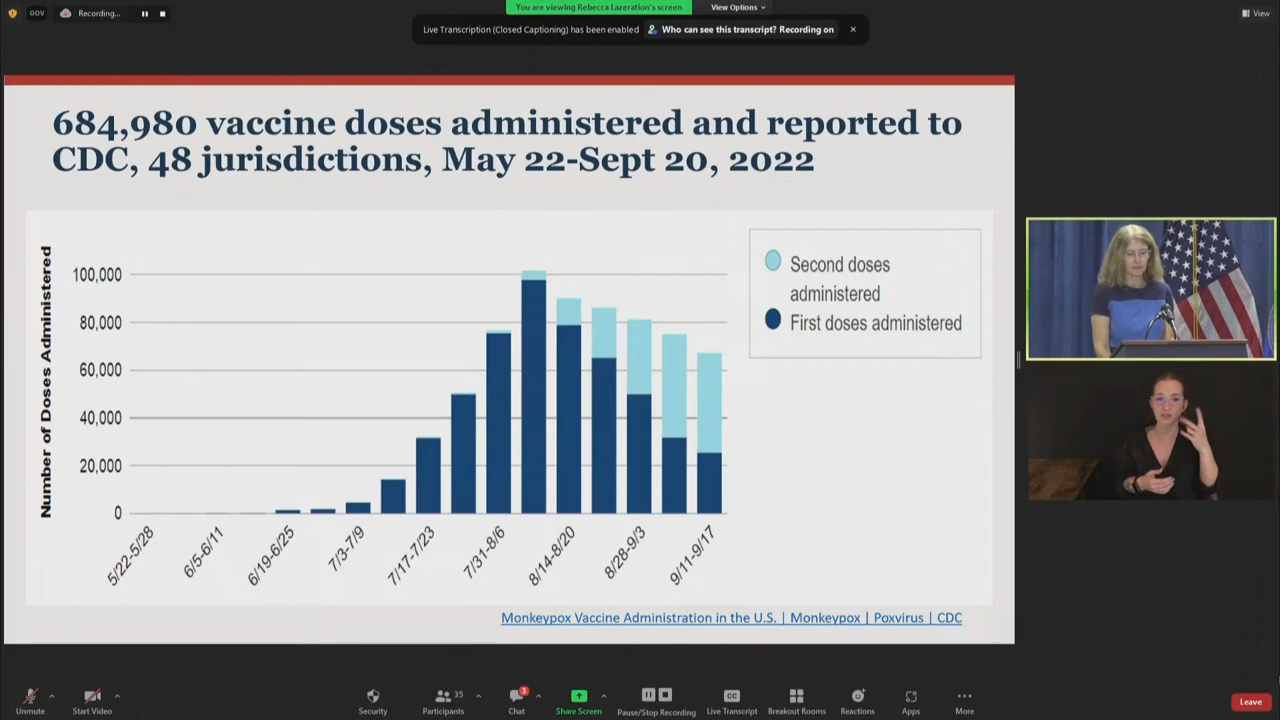 GOV
Recording...
You are viewing Rebecca Lazeration's screen
View Options
View
Live Transcription (Closed Captioning) has been enabled
Who can see this transcript? Recording on
684,980 vaccine doses administered and reported to
CDC, 48 jurisdictions, May 22-Sept 20, 2022
Number of Doses Administered
100,000
80,000
60,000
40,000
20,000
0
5/22-5/28
6/5-6/11
6/19-6/25
7/3-7/9
7/17-7/23
7/31-8/6
8/14-8/20
8/28-9/3
9/11-9/17
Second doses
administered
First doses administered
Monkeypox Vaccine Administration in the U.S. | Monkeypox | Poxvirus | CDC
Unmute
Start Video
Security
35
Participants
3
Chat
Share Screen
Pause/Stop Recording
CC
Live Transcript
Breakout Rooms
Reactions
Apps
More
Leave